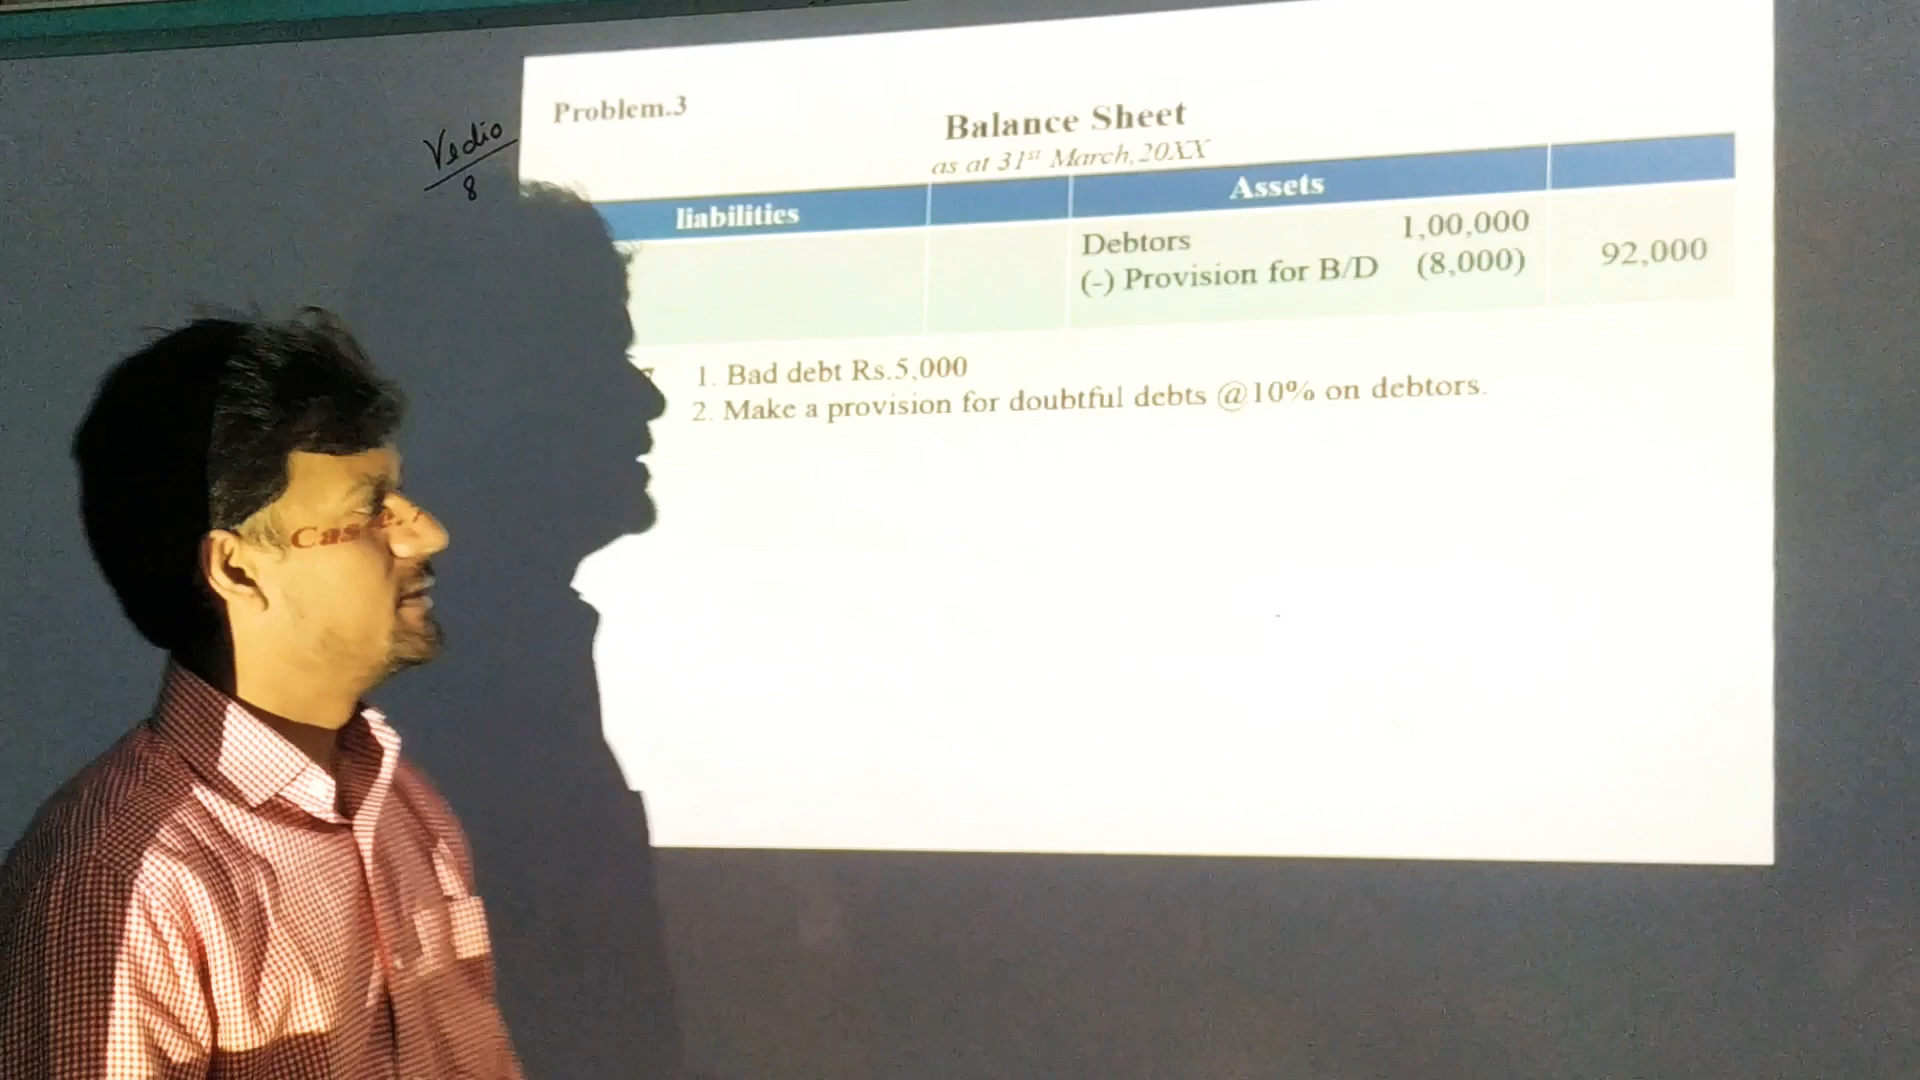 Problem.3
Vedio
8
Balance Sheet
as at 31st March,20XX
liabilities
Assets
Debtors 1,00,000
(-) Provision for B/D (8,000) 92,000
1. Bad debt Rs.5,000
2. Make a provision for doubtful debts @10% on debtors.
Cas